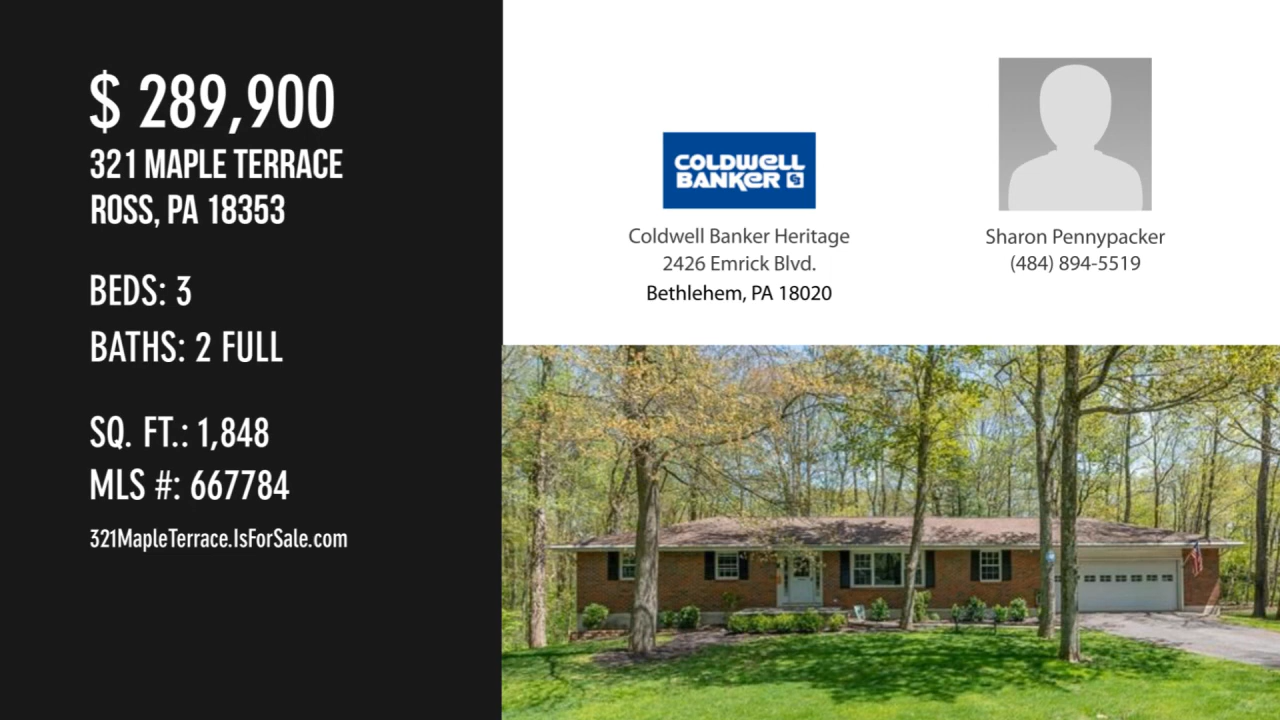 $ 289,900
321 MAPLE TERRACE
ROSS, PA 18353
BEDS: 3
BATHS: 2 FULL
SQ. FT.: 1,848
MLS #: 667784
321MapleTerrace.IsForSale.com
COLDWELL
BANKER CB
Coldwell Banker Heritage
2426 Emrick Blvd.
Bethlehem, PA 18020
Sharon Pennypacker
(484) 894-5519